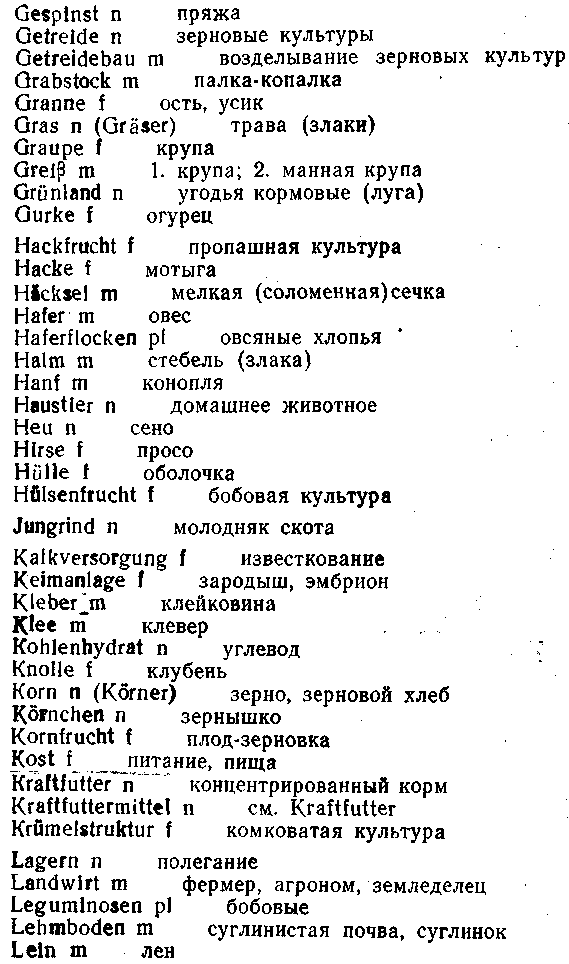 Gespinst n пряжа
Getreide n зерновые культуры
Getreidebau m возделывание зерновых культур
Grabstock m палка-копалка
Granne f ость, усик
Gras n (Gräser) трава (злаки)
Graupe f крупа
Greiβ m 1. крупа; 2. манная крупа
Grünland n угодья кормовые (луга)
Gurke f огурец
Hackfrucht f пропашная культура
Hacke f мотыга
Häcksel m мелкая (соломенная) сечка
Hafer m овес
Haferflocken pl овсяные хлопья
Halm m стебель (злака)
Hanf m конопля
Haustier n домашнее животное
Heu n сено
Hirse f просо
Hülle f оболочка
Hülsenfrucht f бобовая культура
Jungrind n молодняк скота
Kalkversorgung f известкование
Keimanlage f зародыш, эмбрион
Kleber m клейковина
Klee m клевер
Kohlenhydrat n углевод
Knolle f клубень
Korn n (Körner) зерно, зерновой хлеб
Körnchen n зернышко
Kornfrucht f плод-зерновка
Kost f питание, пища
Kraftfutter n концентрированный корм
Kraftfuttermittel n см. Kraftfutter
Krümelstruktur f комковатая культура
Lagern n полегание
Landwirt m фермер, агроном, земледелец
Leguminosen pl бобовые
Lehmboden m суглинистая почва, суглинок
Lein m лен